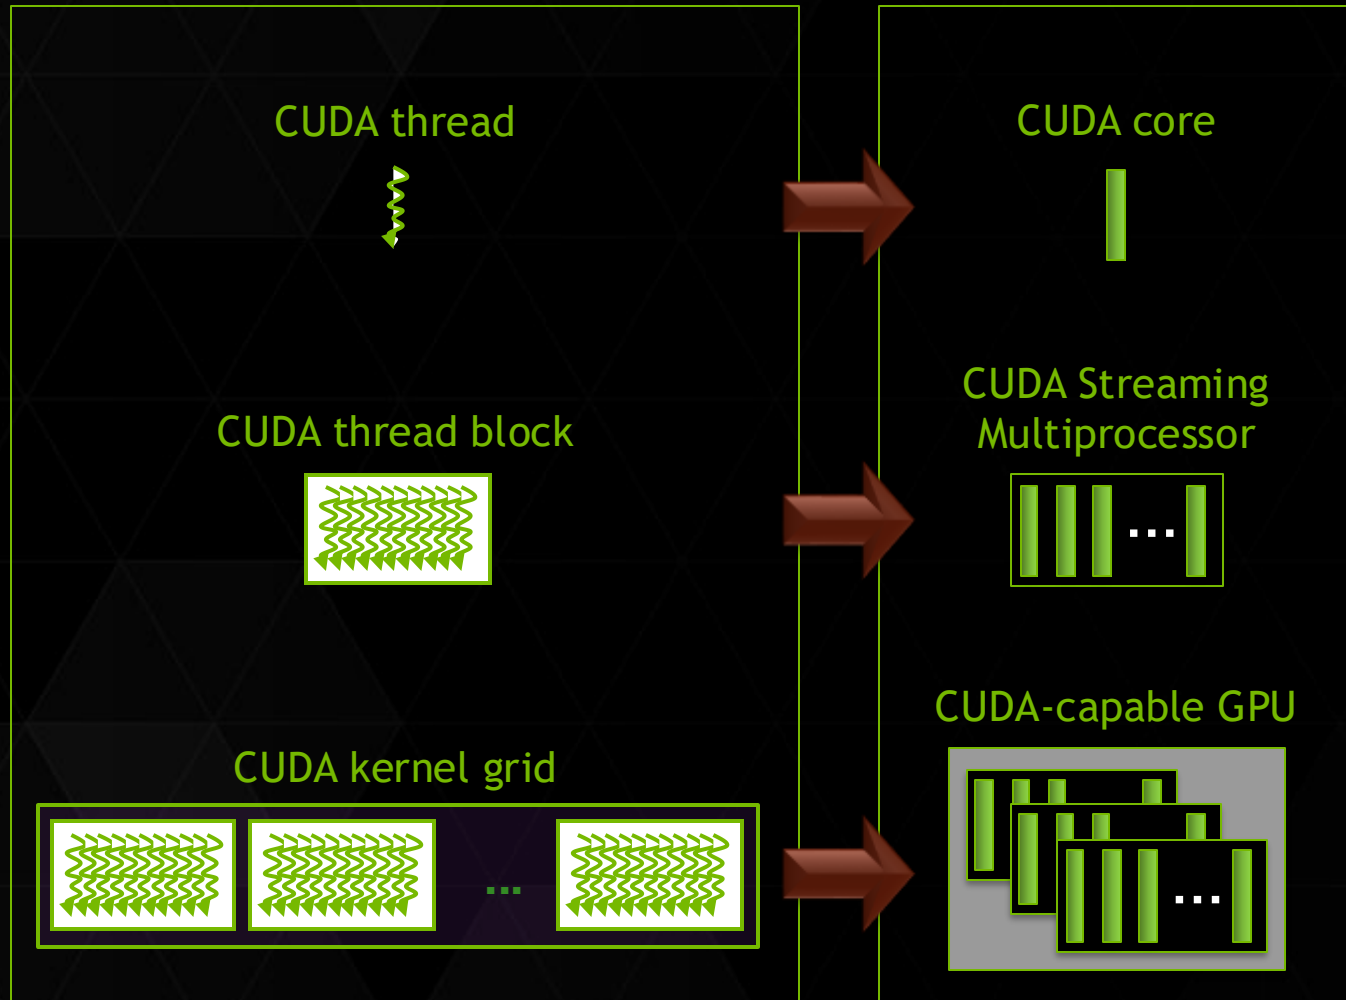 CUDA thread
CUDA core
CUDA thread block
CUDA Streaming
Multiprocessor
...
CUDA kernel grid
...
CUDA-capable GPU
...